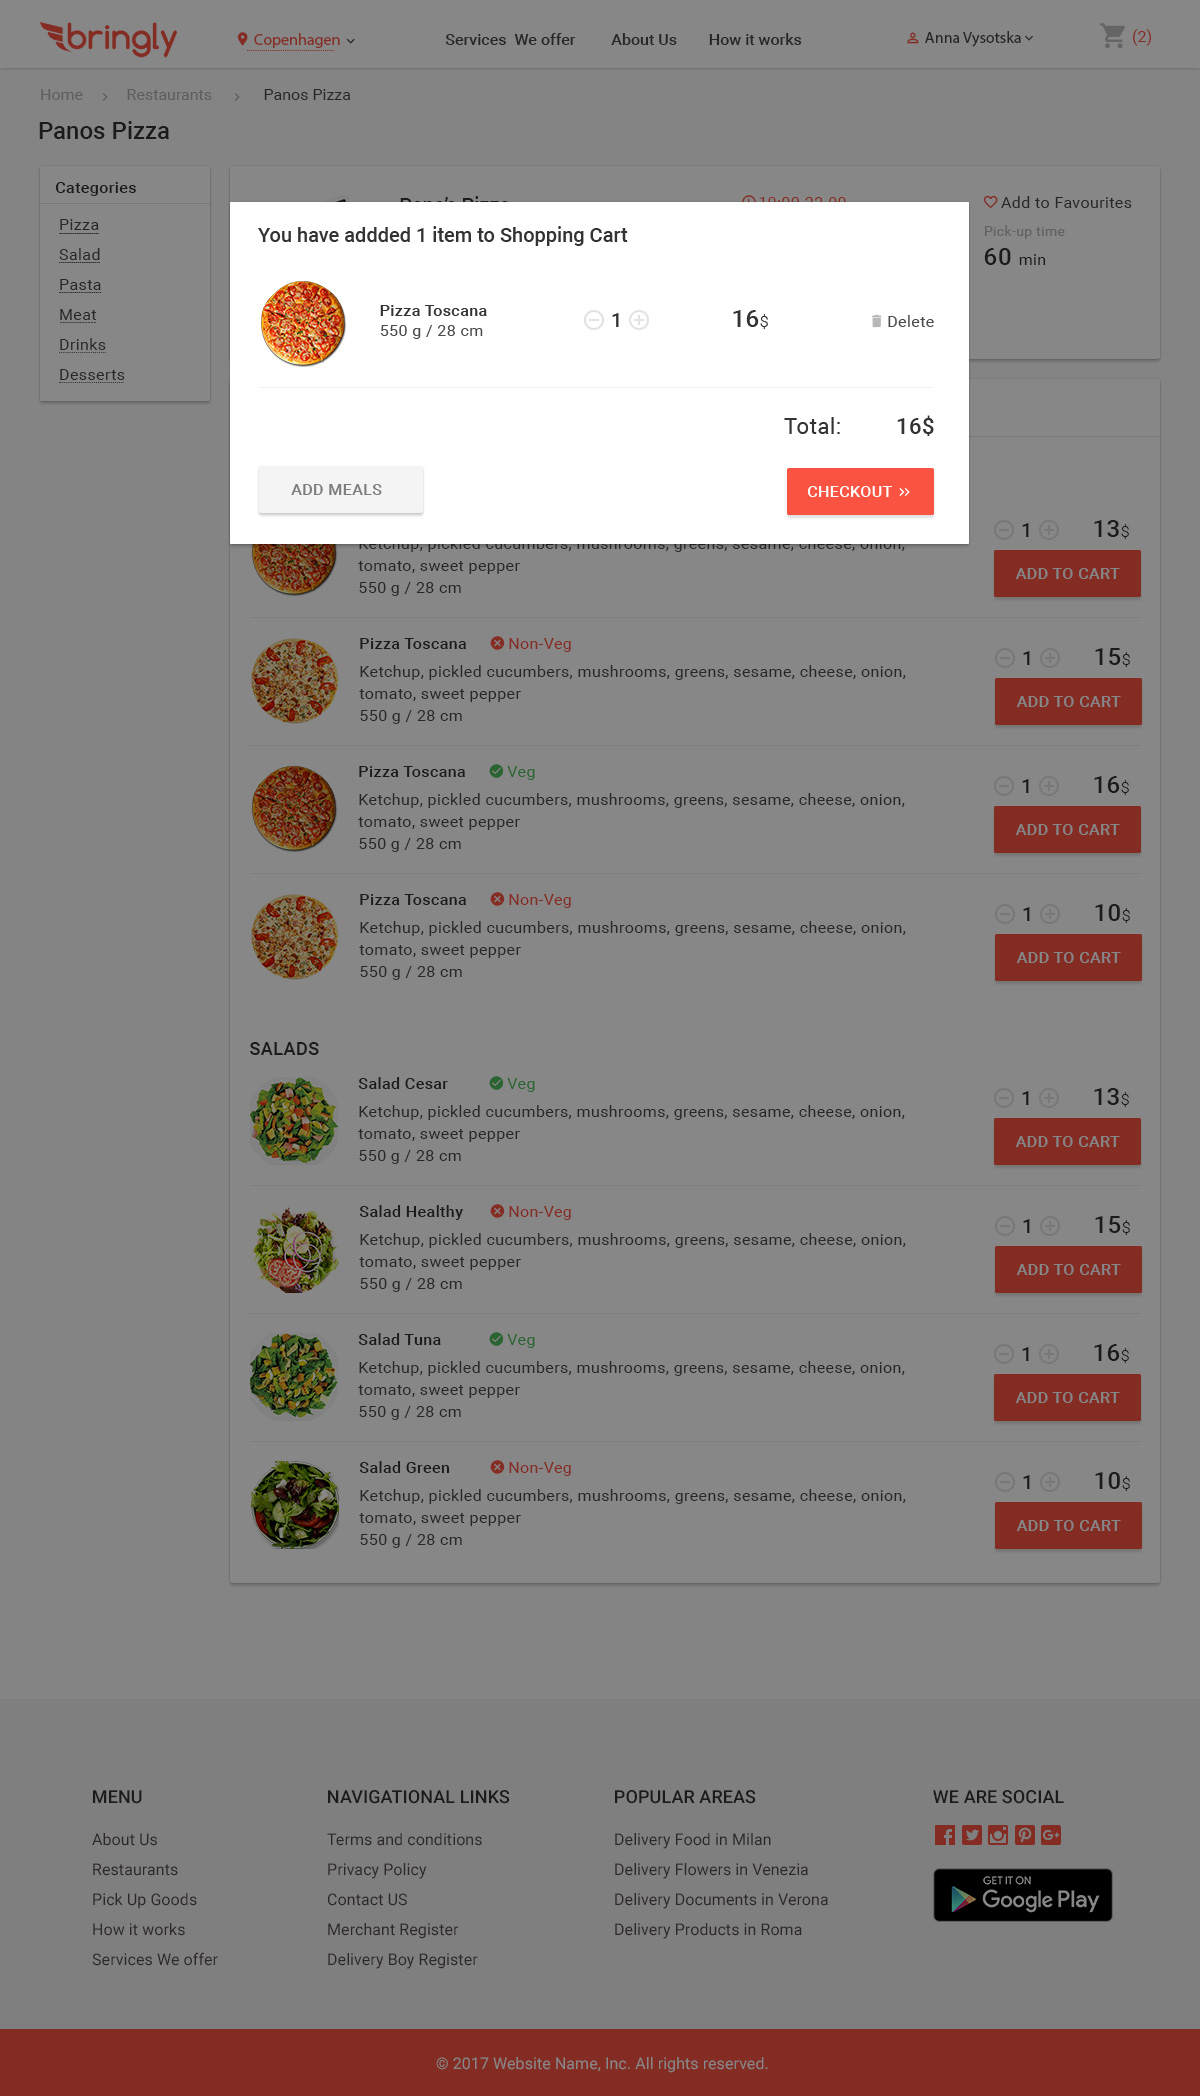 bringly
Copenhagen
Services We offer
About Us
How it works
Anna Vysotska
(2)
Home
Restaurants
Panos Pizza
Panos Pizza
Categories
Pizza
Salad
Pasta
Meat
Drinks
Desserts
Add to Favourites
Pick-up time
60 min
You have addded 1 item to Shopping Cart
Pizza Toscana
550 g / 28 cm
1
16$
Delete
Total: 16$
ADD MEALS
CHECKOUT »
Ketchup, pickled cucumbers, mushrooms, greens, sesame, cheese, onion,
tomato, sweet pepper
550 g / 28 cm
1
13$
ADD TO CART
Pizza Toscana
Non-Veg
Ketchup, pickled cucumbers, mushrooms, greens, sesame, cheese, onion,
tomato, sweet pepper
550 g / 28 cm
1
15$
ADD TO CART
Pizza Toscana
Veg
Ketchup, pickled cucumbers, mushrooms, greens, sesame, cheese, onion,
tomato, sweet pepper
550 g / 28 cm
1
16$
ADD TO CART
Pizza Toscana
Non-Veg
Ketchup, pickled cucumbers, mushrooms, greens, sesame, cheese, onion,
tomato, sweet pepper
550 g / 28 cm
1
10$
ADD TO CART
SALADS
Salad Cesar
Veg
Ketchup, pickled cucumbers, mushrooms, greens, sesame, cheese, onion,
tomato, sweet pepper
550 g / 28 cm
1
13$
ADD TO CART
Salad Healthy
Non-Veg
Ketchup, pickled cucumbers, mushrooms, greens, sesame, cheese, onion,
tomato, sweet pepper
550 g / 28 cm
1
15$
ADD TO CART
Salad Tuna
Veg
Ketchup, pickled cucumbers, mushrooms, greens, sesame, cheese, onion,
tomato, sweet pepper
550 g / 28 cm
1
16$
ADD TO CART
Salad Green
Non-Veg
Ketchup, pickled cucumbers, mushrooms, greens, sesame, cheese, onion,
tomato, sweet pepper
550 g / 28 cm
1
10$
ADD TO CART
MENU
About Us
Restaurants
Pick Up Goods
How it works
Services We offer
NAVIGATIONAL LINKS
Terms and conditions
Privacy Policy
Contact US
Merchant Register
Delivery Boy Register
POPULAR AREAS
Delivery Food in Milan
Delivery Flowers in Venezia
Delivery Documents in Verona
Delivery Products in Roma
WE ARE SOCIAL
GET IT ON
Google Play
© 2017 Website Name, Inc. All rights reserved.